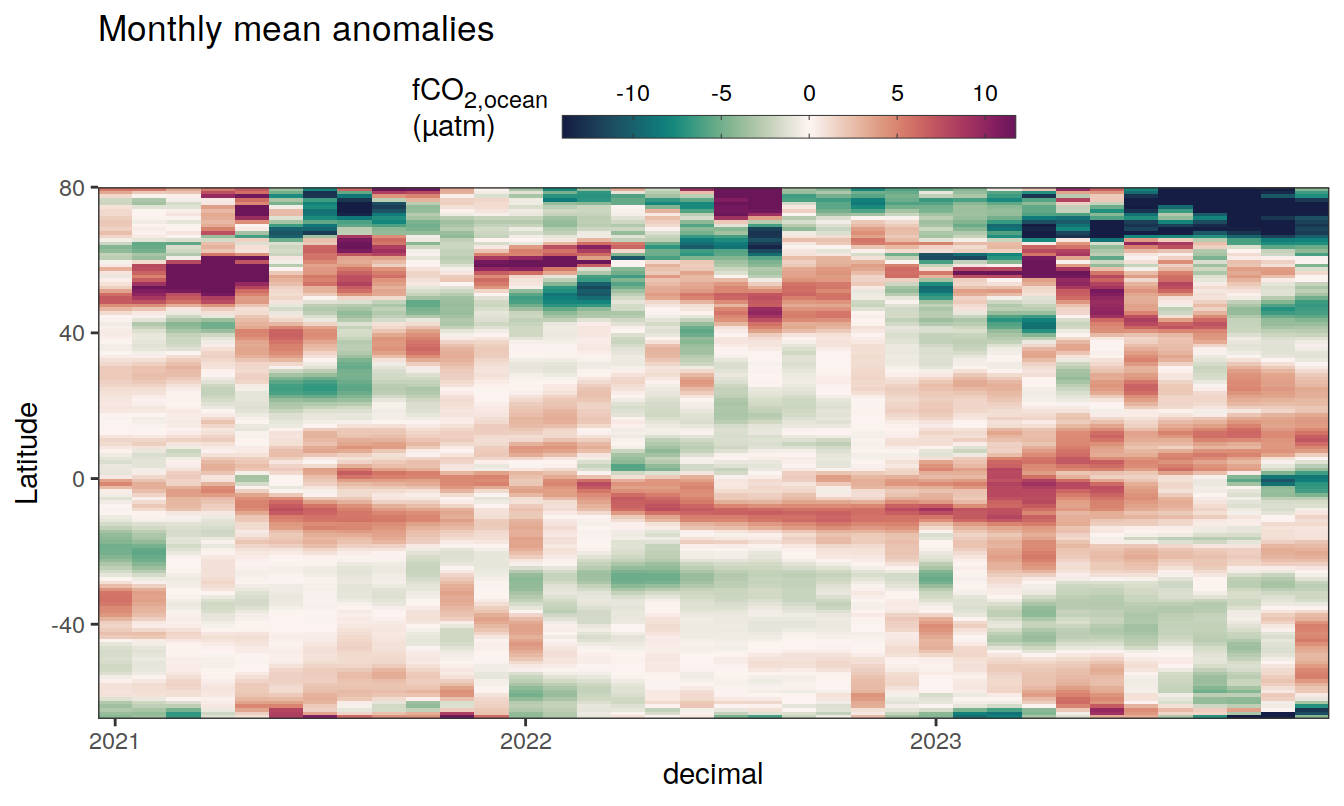 Monthly mean anomalies
fCO2,ocean
(µatm)
-10 -5 0 5 10
80
40
0
-40
Latitude
2021 2022 2023
decimal